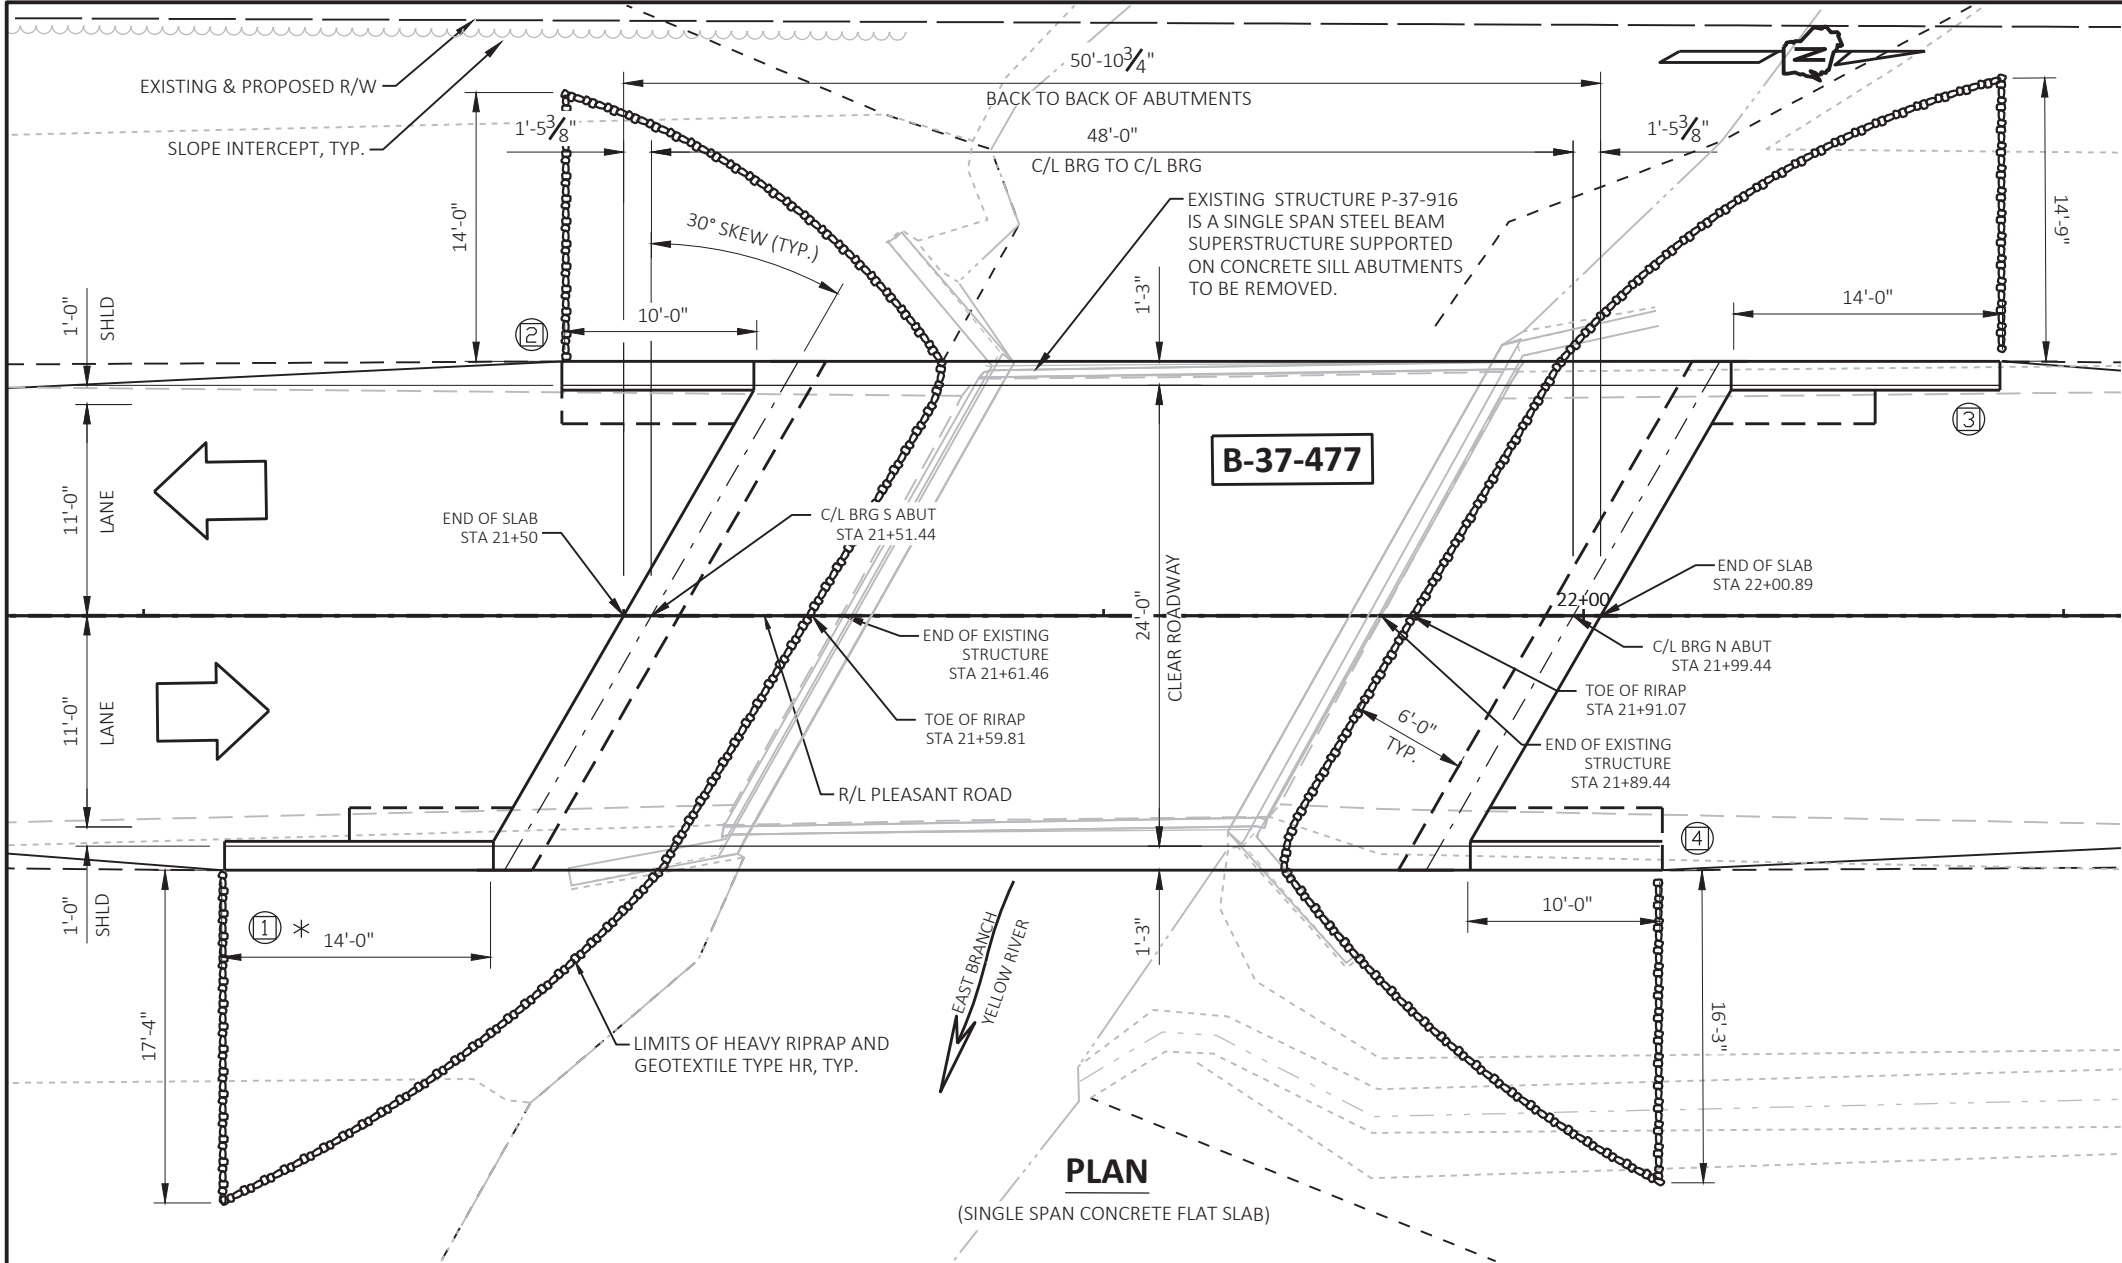 EXISTING & PROPOSED R/W
SLOPE INTERCEPT, TYP.
50'-10 3/4"
BACK TO BACK OF ABUTMENTS
N
1'-5 3/8"
48'-0"
C/L BRG TO C/L BRG
1'-5 3/8"
14'-0"
30° SKEW (TYP.)
EXISTING STRUCTURE P-37-916
IS A SINGLE SPAN STEEL BEAM
SUPERSTRUCTURE SUPPORTED
ON CONCRETE SILL ABUTMENTS
TO BE REMOVED.
14'-9"
1'-0"
SHLD
2
10'-0"
1'-3"
14'-0"
3
B-37-477
11'-0"
LANE
END OF SLAB
STA 21+50
C/L BRG S ABUT
STA 21+51.44
24'-0"
CLEAR ROADWAY
END OF SLAB
STA 22+00.89
22+00
END OF EXISTING
STRUCTURE
STA 21+61.46
C/L BRG N ABUT
STA 21+99.44
11'-0"
LANE
TOE OF RIRAP
STA 21+59.81
TOE OF RIRAP
STA 21+91.07
6'-0"
TYP.
END OF EXISTING
STRUCTURE
STA 21+89.44
R/L PLEASANT ROAD
4
1'-0"
SHLD
1 *
14'-0"
1'-3"
10'-0"
EAST BRANCH
YELLOW RIVER
17'-4"
LIMITS OF HEAVY RIPRAP AND
GEOTEXTILE TYPE HR, TYP.
16'-3"
PLAN
(SINGLE SPAN CONCRETE FLAT SLAB)